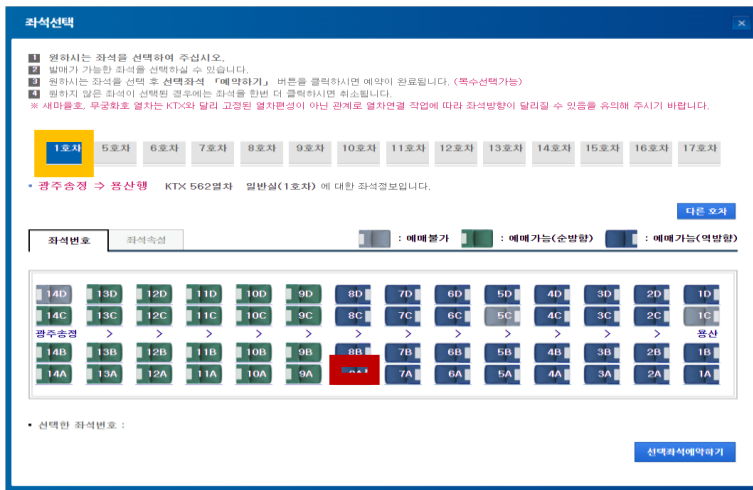 좌석선택
1 원하시는 좌석을 선택하여 주십시오.
2 발매가 가능한 좌석을 선택하실 수 있습니다.
3 원하시는 좌석을 선택 후 선택좌석 「예약하기」 버튼을 클릭하시면 예약이 완료됩니다. (복수선택가능)
4 원하지 않은 좌석이 선택된 경우에는 좌석을 한번 더 클릭하시면 취소됩니다.
※ 새마을호, 무궁화호 열차는 KTX와 달리 고정된 열차편성이 아닌 관계로 열차연결 작업에 따라 좌석방향이 달리질 수 있음을 유의해 주시기 바랍니다.
1호차 5호차 6호차 7호차 8호차 9호차 10호차 11호차 12호차 13호차 14호차 15호차 16호차 17호차
광주송정 ⇒ 용산행 KTX 562열차 일반실(1호차) 에 대한 좌석정보입니다.
다른 호차
좌석번호 좌석속성 : 예매불가 : 예매가능(순방향) : 예매가능(역방향)
14D 13D 12D 11D 10D 9D 8D 7D 6D 5D 4D 3D 2D 1D
14C 13C 12C 11C 10C 9C 8C 7C 6C 5C 4C 3C 2C 1C
광주송정 > > > > > > > > > > > > 용산
14B 13B 12B 11B 10B 9B 8B 7B 6B 5B 4B 3B 2B 1B
14A 13A 12A 11A 10A 9A 7A 6A 5A 4A 3A 2A 1A
선택한 좌석번호 :
선택좌석예약하기